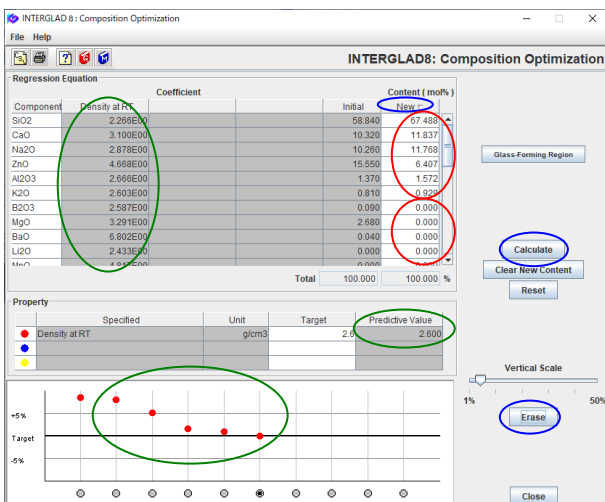 INTERGLAD 8 : Composition Optimization
File Help
INTERGLAD8: Composition Optimization
Regression Equation
Coefficient Content ( mol% )
Component Density at RT Initial New
SiO2 2.266E00 58.840 67.488
CaO 3.100E00 10.320 11.837
Na2O 2.878E00 10.260 11.768
ZnO 4.668E00 15.550 6.407
Al2O3 2.666E00 1.370 1.572
K2O 2.603E00 0.810 0.929
B2O3 2.587E00 0.090 0.000
MgO 3.291E00 2.680 0.000
BaO 6.802E00 0.040 0.000
Li2O 2.433E00 0.000 0.000
Total 100.000 100.000 %
Glass-Forming Region
Calculate
Clear New Content
Reset
Property
Specified Unit Target Predictive Value
Density at RT g/cm3 2.6 2.600
Vertical Scale
1% 50%
Erase
+5%
Target
-5%
Close